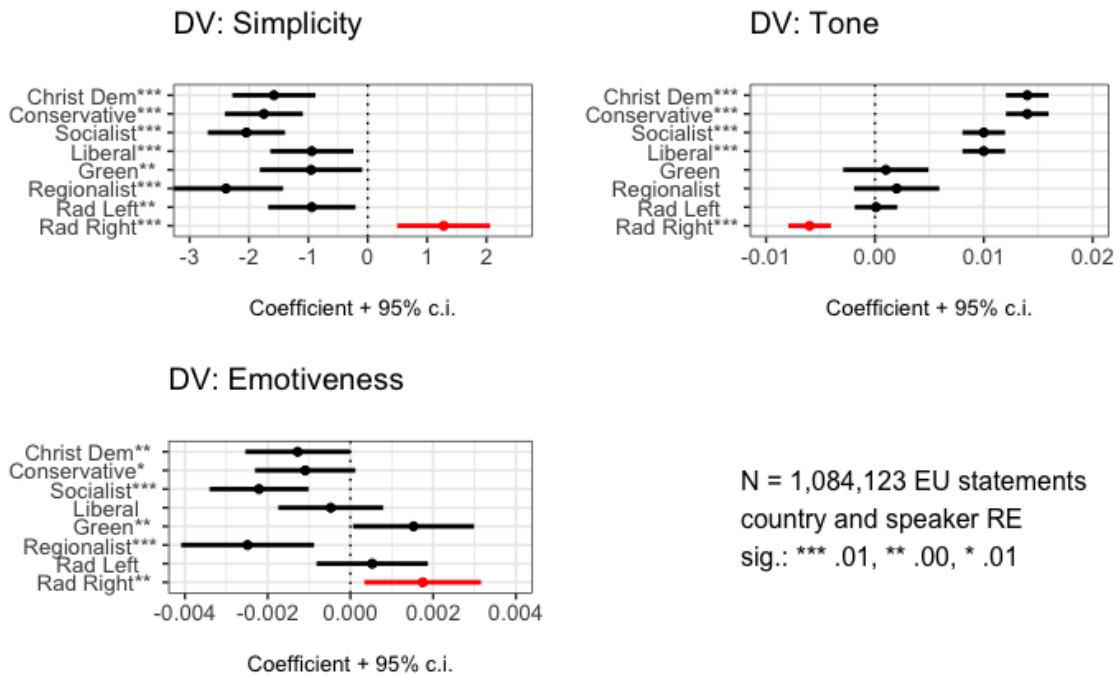 DV: Simplicity
Christ Dem***
Conservative***
Socialist***
Liberal***
Green**
Regionalist***
Rad Left**
Rad Right***
-3 -2 -1 0 1 2
Coefficient + 95% c.i.
DV: Tone
Christ Dem***
Conservative***
Socialist***
Liberal***
Green
Regionalist
Rad Left
Rad Right***
-0.01 0.00 0.01 0.02
Coefficient + 95% c.i.
DV: Emotiveness
Christ Dem**
Conservative*
Socialist***
Liberal
Green**
Regionalist***
Rad Left
Rad Right**
-0.004 -0.002 0.000 0.002 0.004
Coefficient + 95% c.i.
N = 1,084,123 EU statements
country and speaker RE
sig.: *** .01, ** .00, * .01